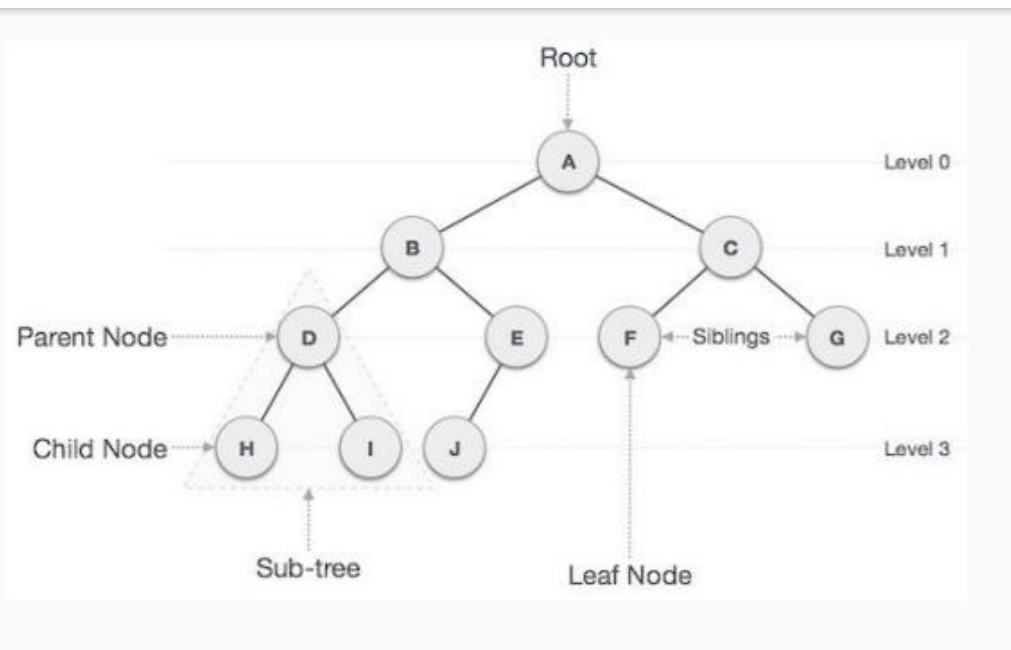 Root
A
Level 0
B
C
Level 1
Parent Node
D
E
F
Siblings
G
Level 2
Child Node
H
I
J
Level 3
Sub-tree
Leaf Node